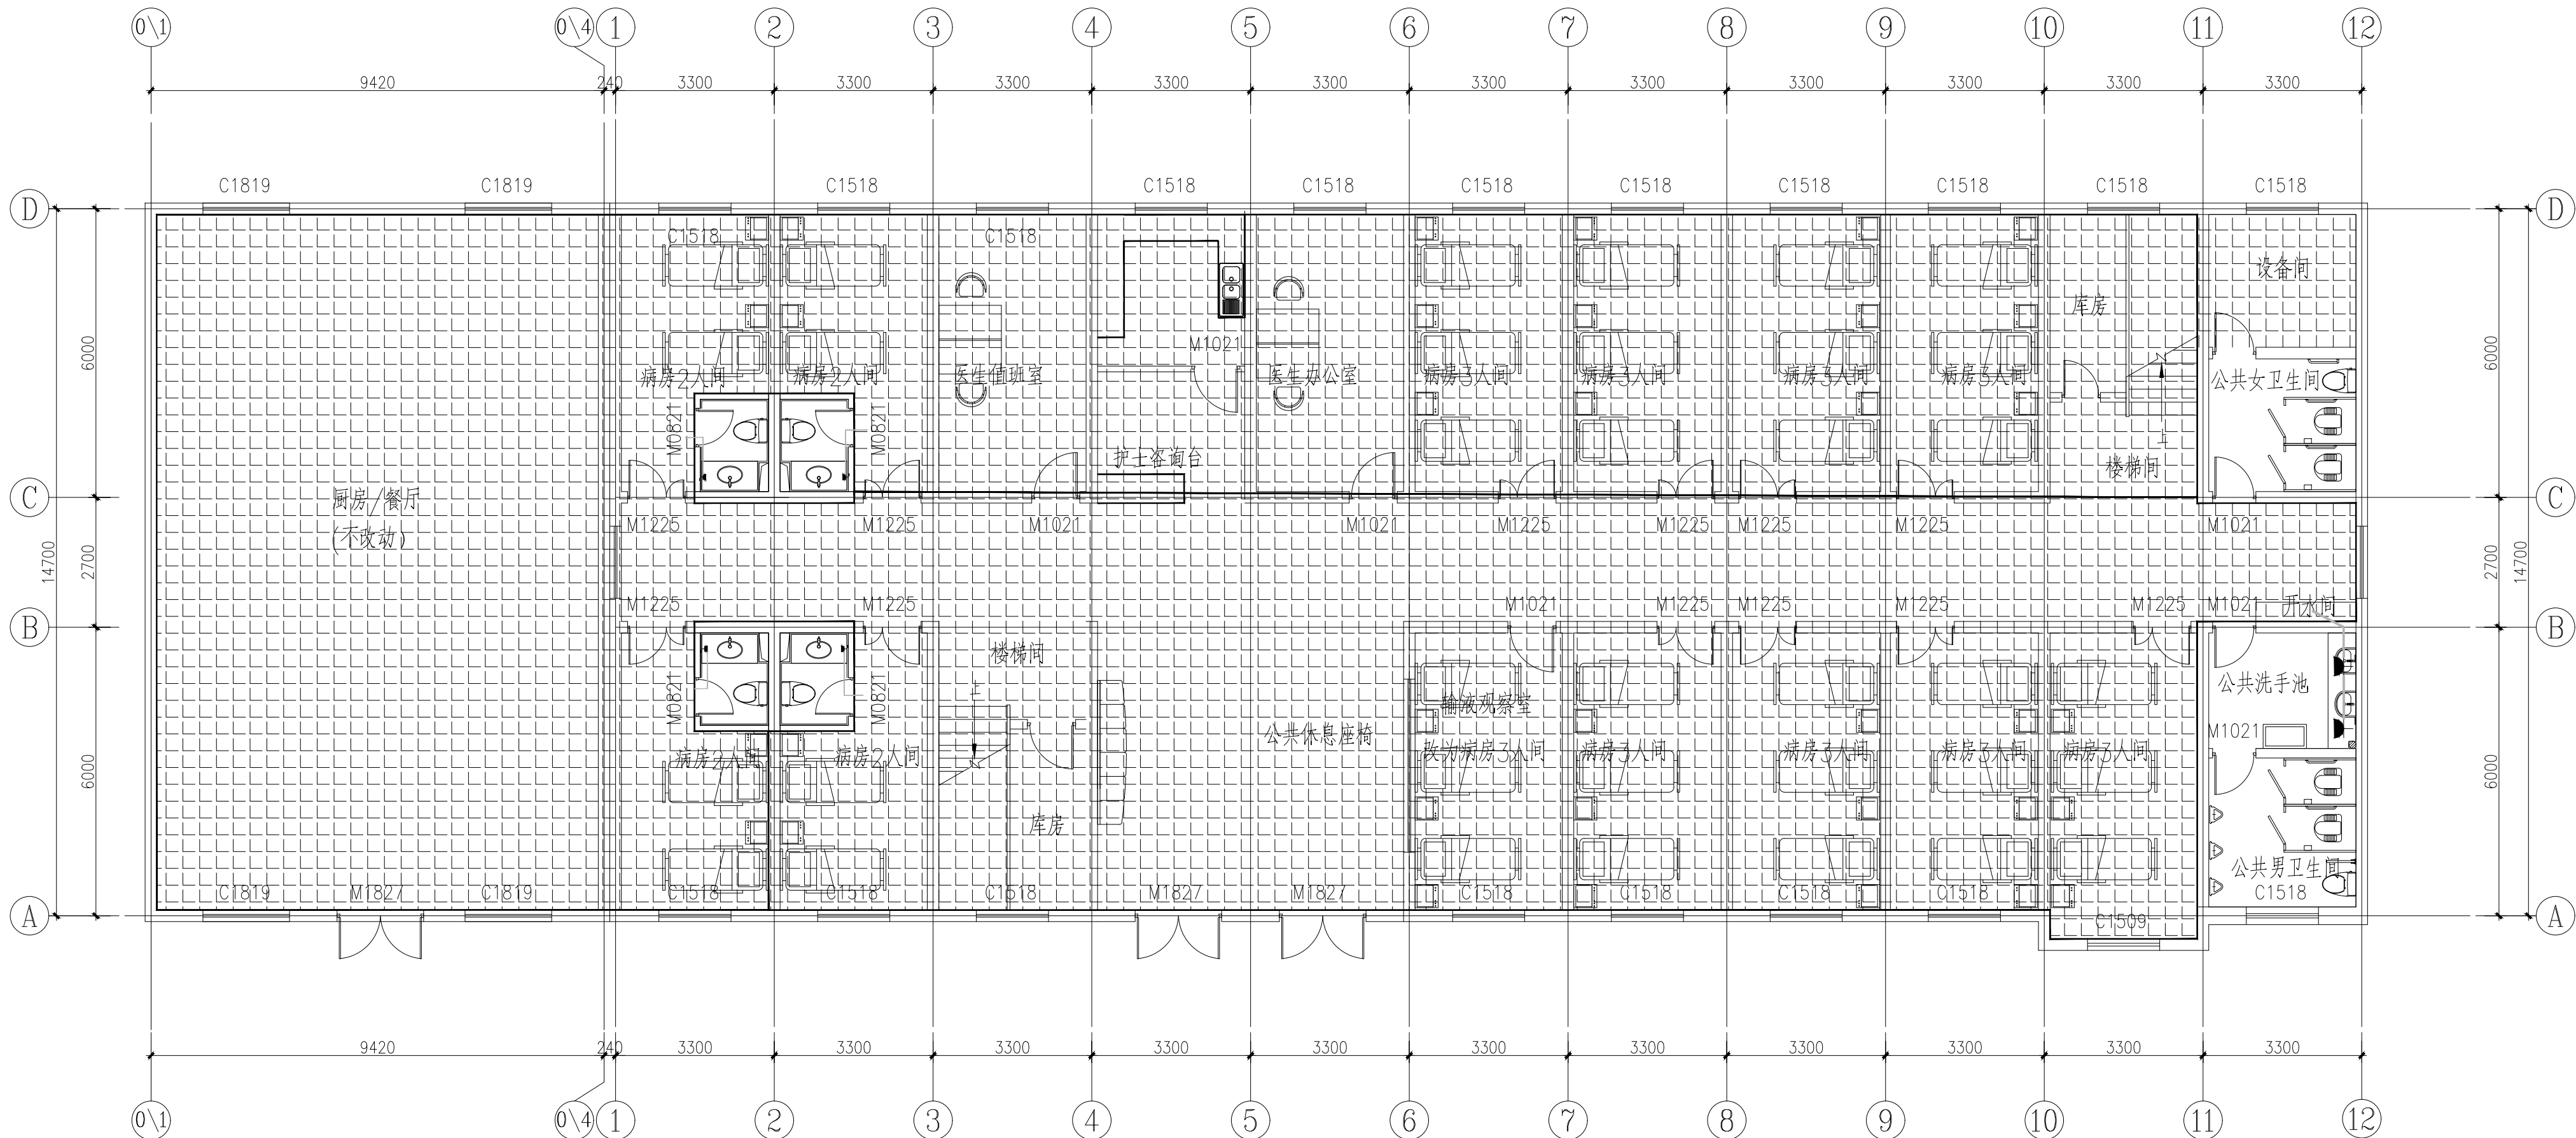 0\1 0\4 1 2 3 4 5 6 7 8 9 10 11 12
9420 240 3300 3300 3300 3300 3300 3300 3300 3300 3300 3300 3300
C1819 C1819 C1518 C1518 C1518 C1518 C1518 C1518 C1518 C1518 C1518
D D
C1518 C1518
设备间
库房
6000 M1021 6000
病房2人间 病房2人间 医生值班室 医生办公室 病房3人间 病房3人间 病房3人间 病房3人间 公共女卫生间
M0821 M0821
上
护士咨询台 楼梯间
C C
厨房/餐厅
(不改动)
M1225 M1225 M1021 M1021 M1225 M1225 M1225 M1225 M1021
14700 2700 2700 14700
M1225 M1225 M1021 M1225 M1225 M1225 M1225 M1021 开水间
B B
楼梯间
M0821 M0821 上 公共洗手池
输液观察室
公共休息座椅 M1021
病房2人间 病房2人间 改为病房3人间 病房3人间 病房3人间 病房3人间 病房3人间
6000 6000
库房
公共男卫生间
C1819 M1827 C1819 C1518 C1518 C1518 M1827 M1827 C1518 C1518 C1518 C1518 C1518
A A
C1509
9420 240 3300 3300 3300 3300 3300 3300 3300 3300 3300 3300 3300
0\1 0\4 1 2 3 4 5 6 7 8 9 10 11 12